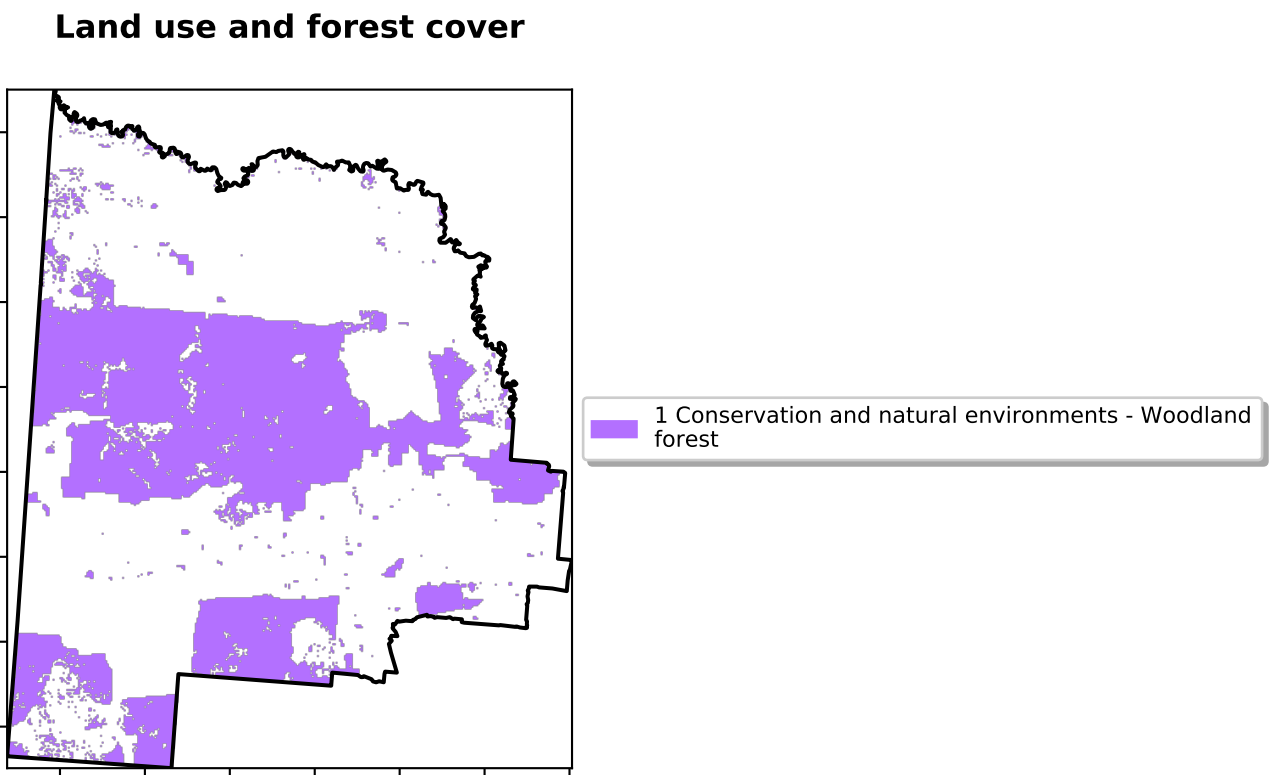 Land use and forest cover
1 Conservation and natural environments - Woodland
forest